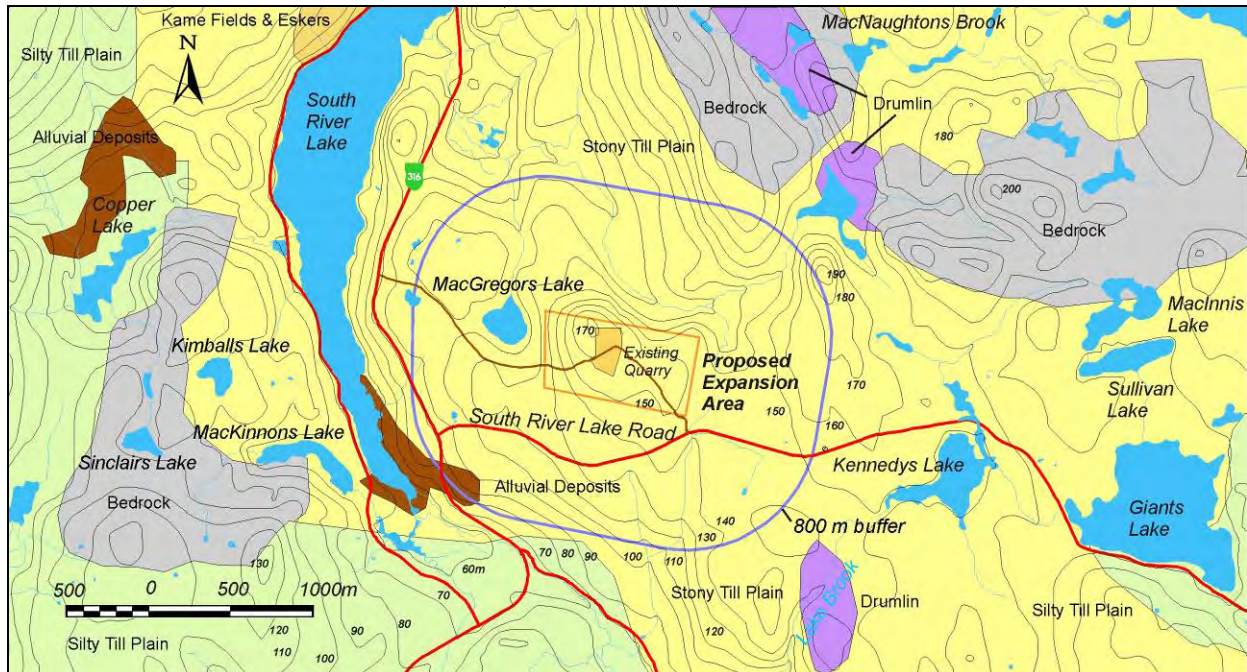 Kame Fields & Eskers
MacNaughtons Brook
Silty Till Plain
N
South
River
Lake
Drumlin
Bedrock
Alluvial Deposits
180
Stony Till Plain
316
200
Copper
Lake
Bedrock
190
180
MacGregors Lake
MacInnis
Lake
170
Kimballs Lake
Existing
Quarry
Proposed
Expansion
Area
170
Sullivan
Lake
150
150
South River Lake Road
160
MacKinnons Lake
Sinclairs Lake
Kennedys Lake
Bedrock
Alluvial Deposits
Giants
Lake
140
800 m buffer
130
70 80 90 100 110
130
60m
500 0 500 1000m
70
Stony Till Plain
Drumlin
Lake Brook
Silty Till Plain
120
80
90
120
110
100
Silty Till Plain